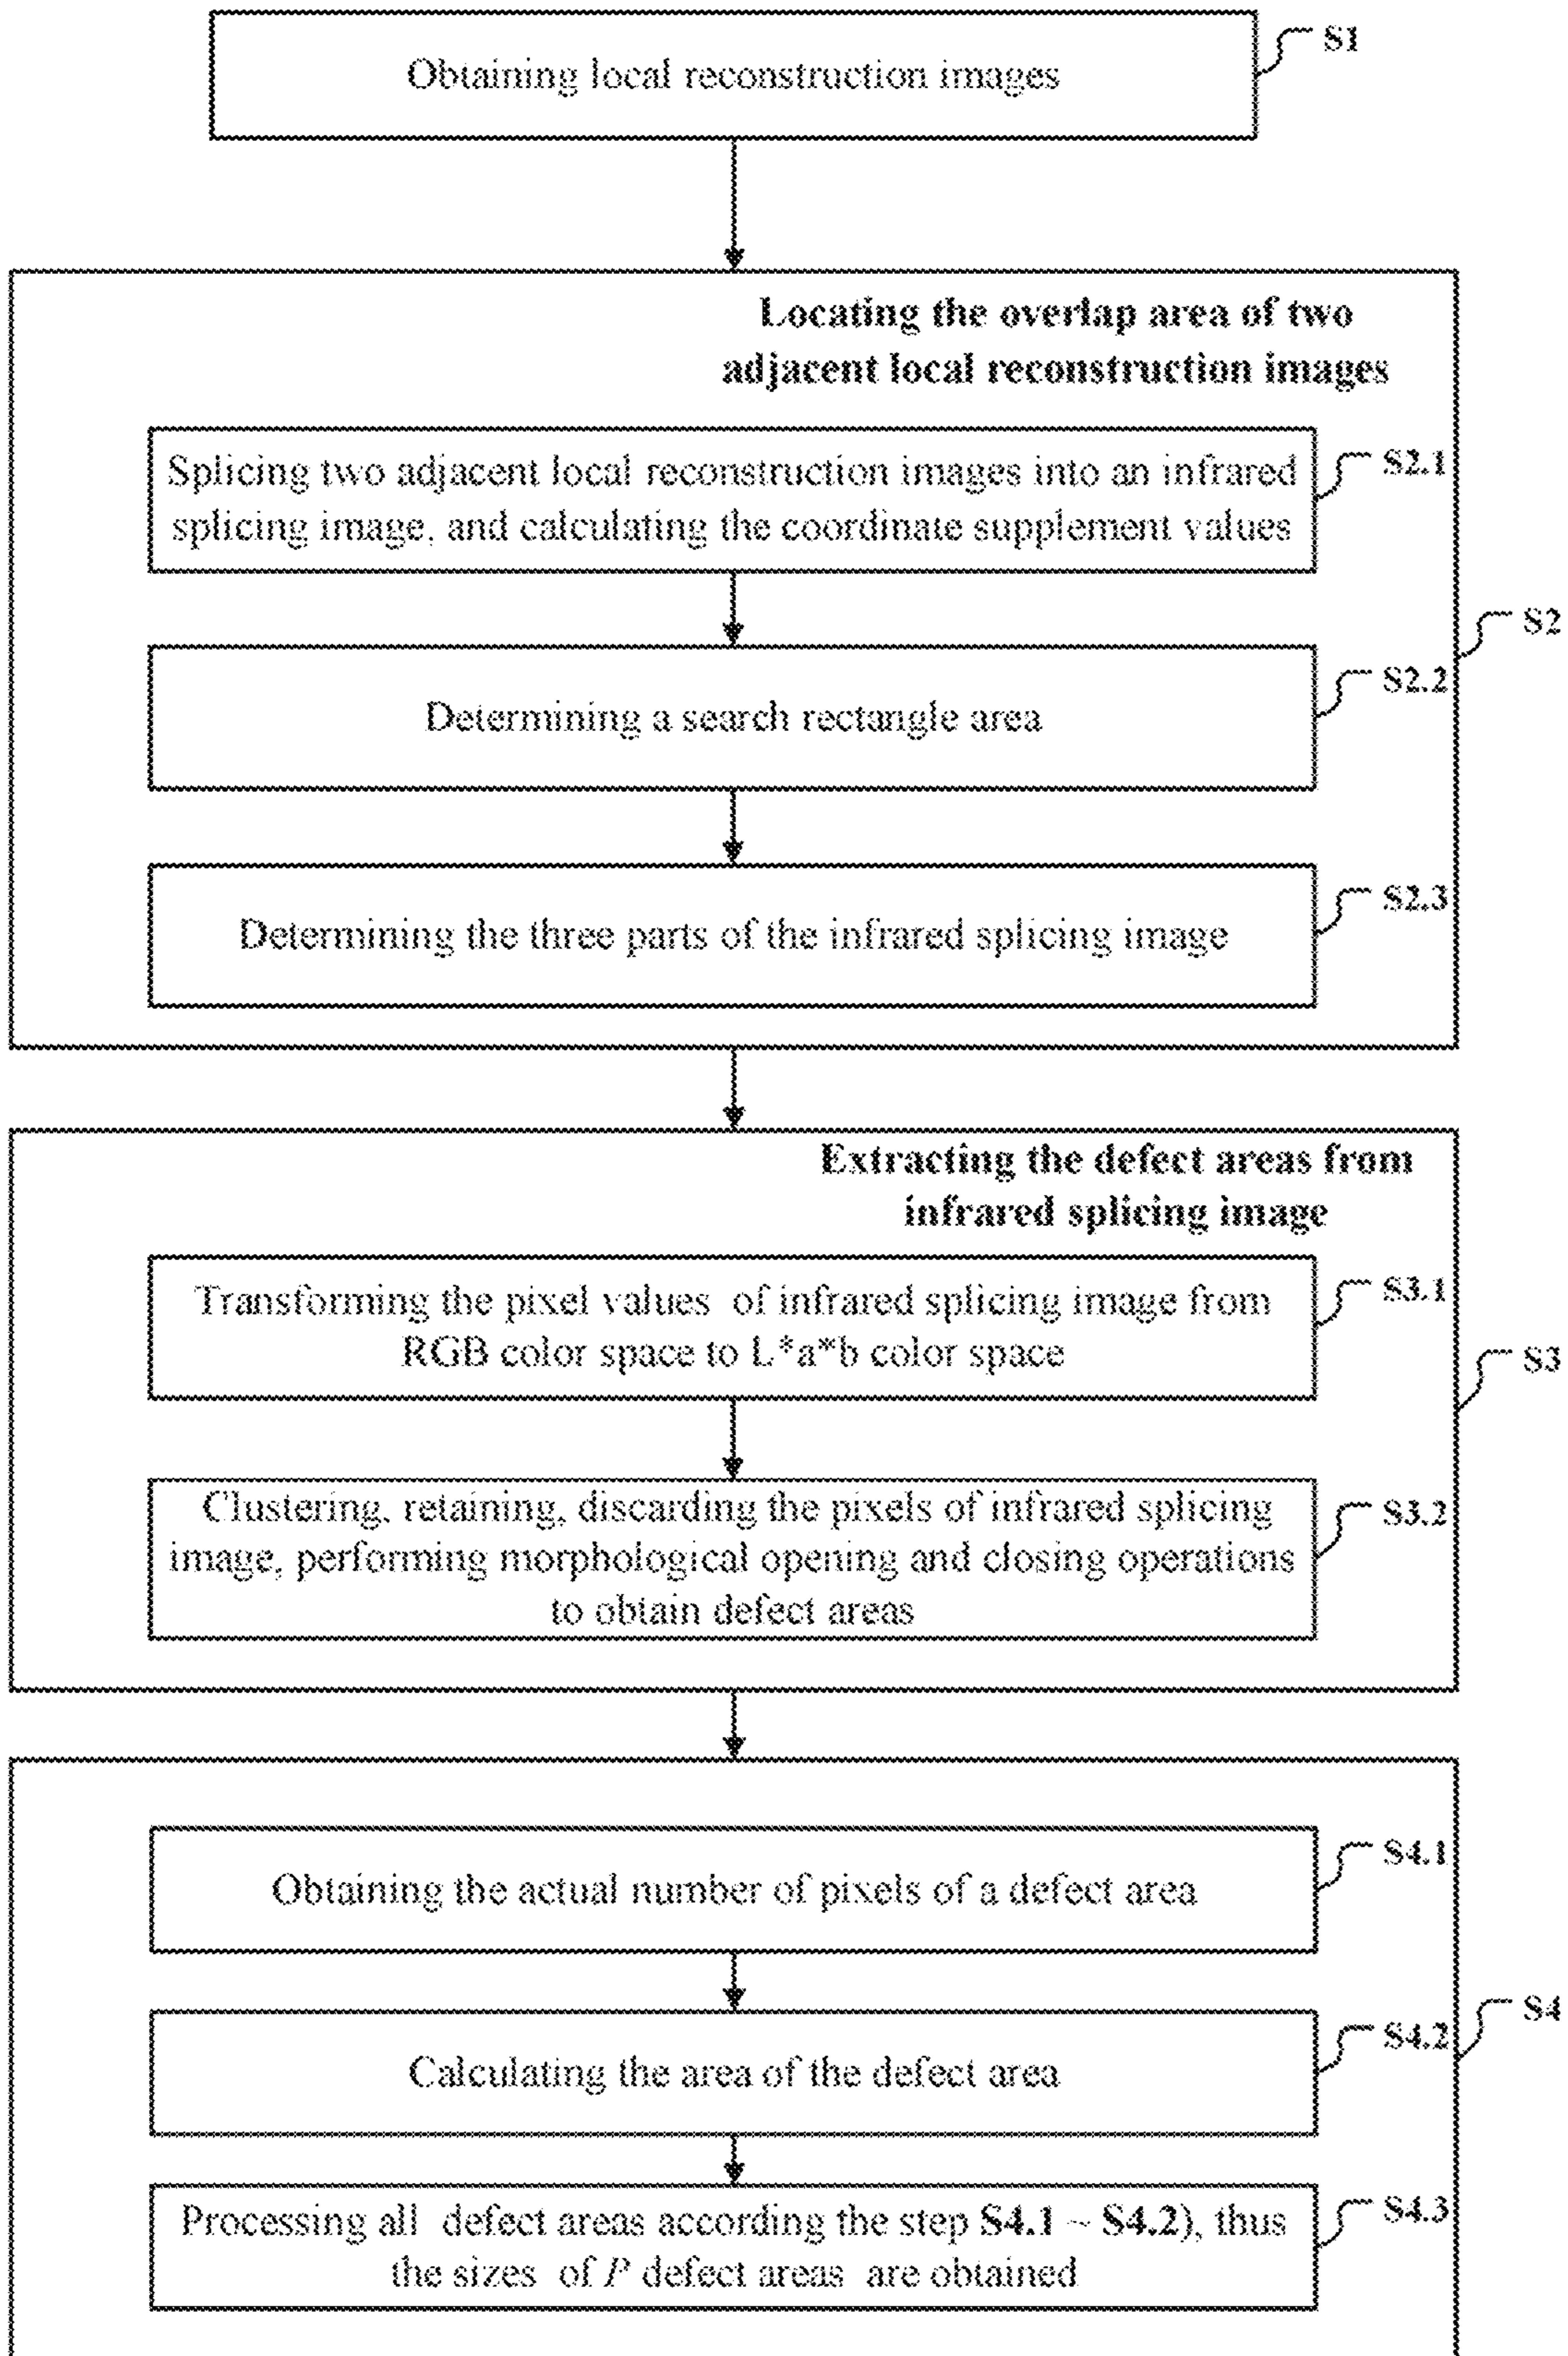 Obtaining local reconstruction images
S1
Locating the overlap area of two
adjacent local reconstruction images
Splicing two adjacent local reconstruction images into an infrared
splicing image, and calculating the coordinate supplement values
S2.1
S2
Determining a search rectangle area
S2.2
Determining the three parts of the infrared splicing image
S2.3
Extracting the defect areas from
infrared splicing image
Transforming the pixel values of infrared splicing image from
RGB color space to L*a*b color space
S3.1
S3
Clustering, retaining, discarding the pixels of infrared splicing
image, performing morphological opening and closing operations
to obtain defect areas
S3.2
Obtaining the actual number of pixels of a defect area
S4.1
Calculating the area of the defect area
S4.2
S4
Processing all defect areas according the step S4.1 ~ S4.2), thus
the sizes of P defect areas are obtained
S4.3